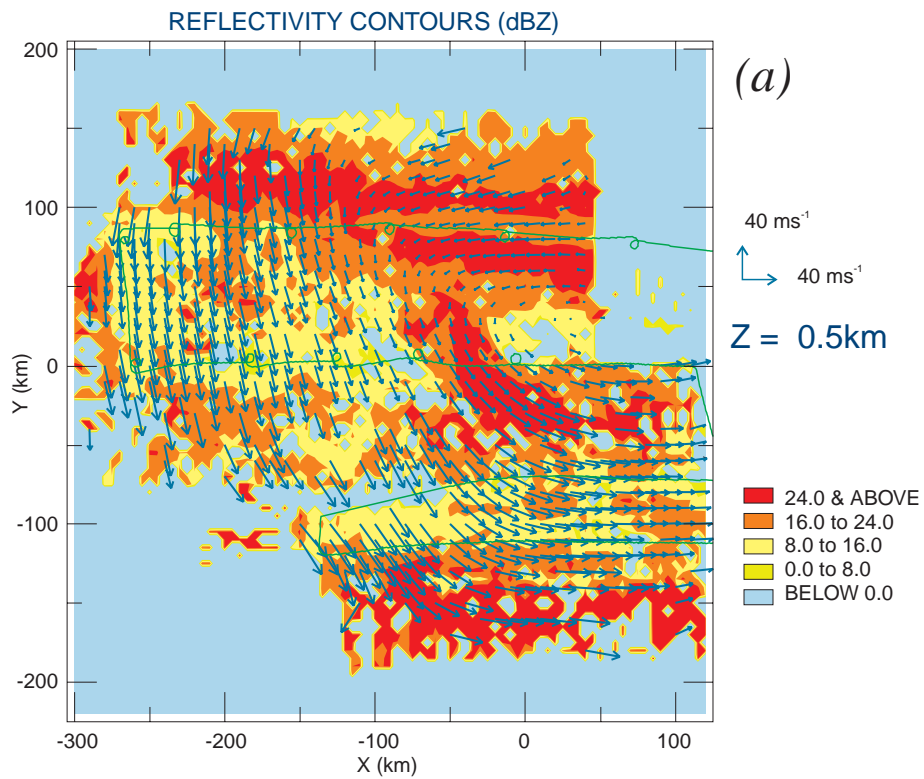 REFLECTIVITY CONTOURS (dBZ)
(a)
200
100
0
-100
-200
Y (km)
-300
-200
-100
0
100
X (km)
40 ms-1
40 ms-1
Z = 0.5km
24.0 & ABOVE
16.0 to 24.0
8.0 to 16.0
0.0 to 8.0
BELOW 0.0